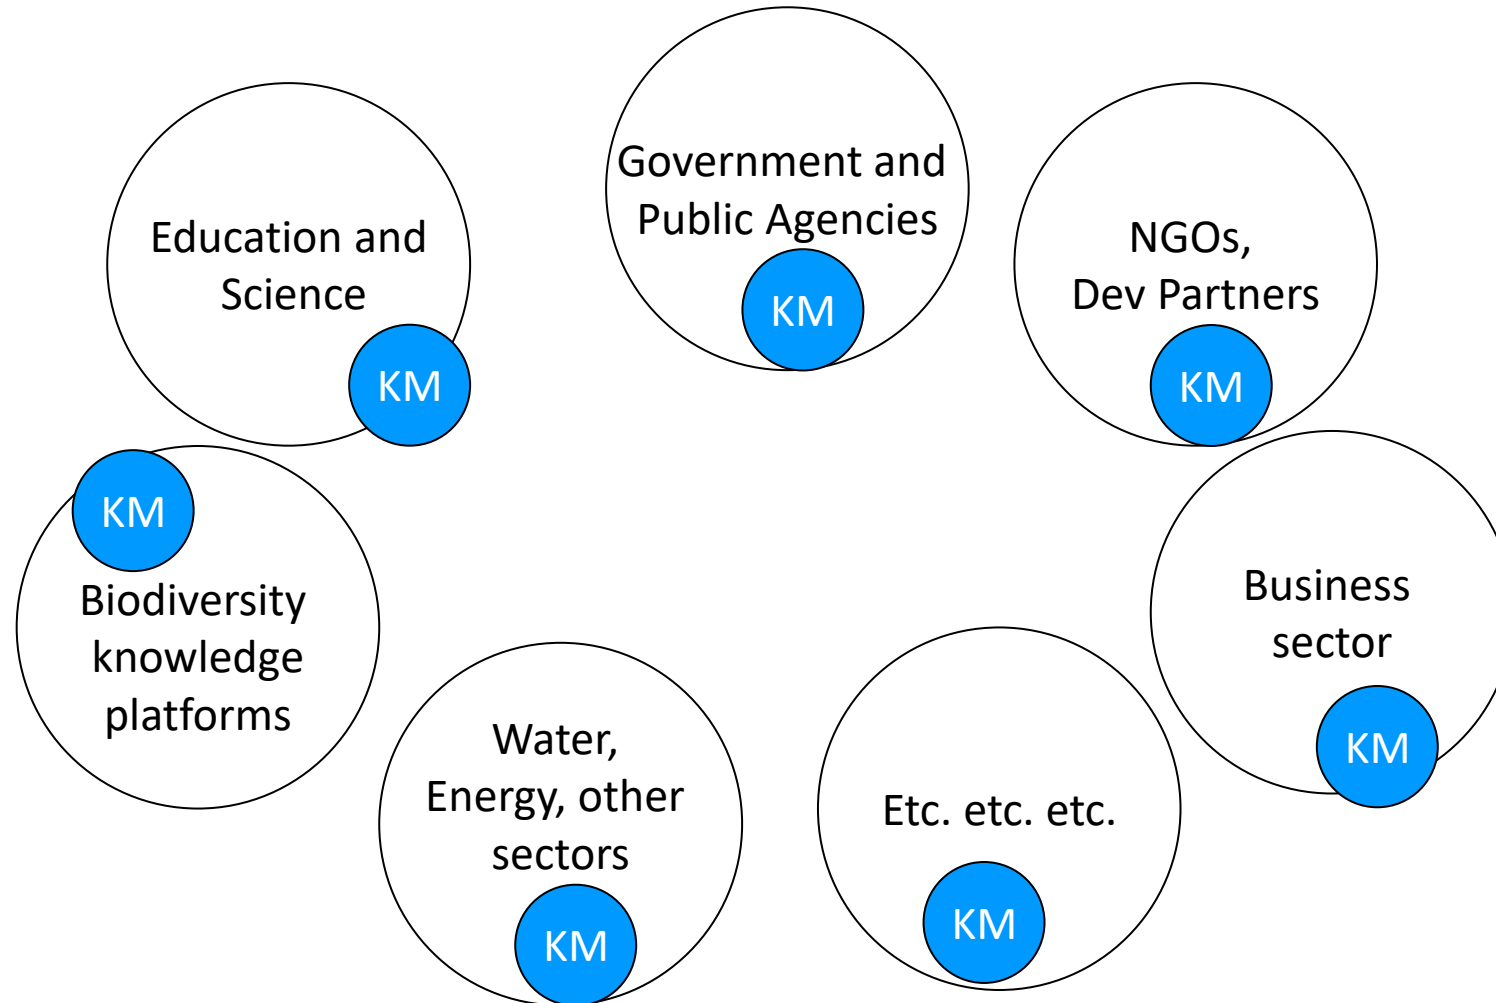 Government and
Public Agencies
KM
Education and
Science
KM
NGOs,
Dev Partners
KM
KM
Biodiversity
knowledge
platforms
Business
sector
KM
Water,
Energy, other
sectors
KM
Etc. etc. etc.
KM